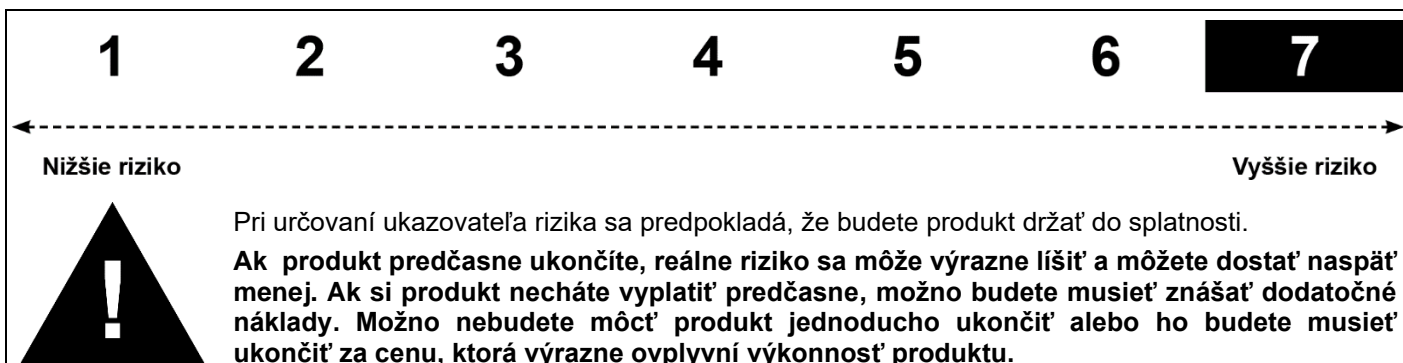 1 2 3 4 5 6 7
Nižšie riziko Vyššie riziko
Pri určovaní ukazovateľa rizika sa predpokladá, že budete produkt držať do splatnosti.
Ak produkt predčasne ukončíte, reálne riziko sa môže výrazne líšiť a môžete dostať naspäť
menej. Ak si produkt necháte vyplatiť predčasne, možno budete musieť znášať dodatočné
náklady. Možno nebudete môcť produkt jednoducho ukončiť alebo ho budete musieť
ukončiť za cenu, ktorá výrazne ovplyvní výkonnosť produktu.
!